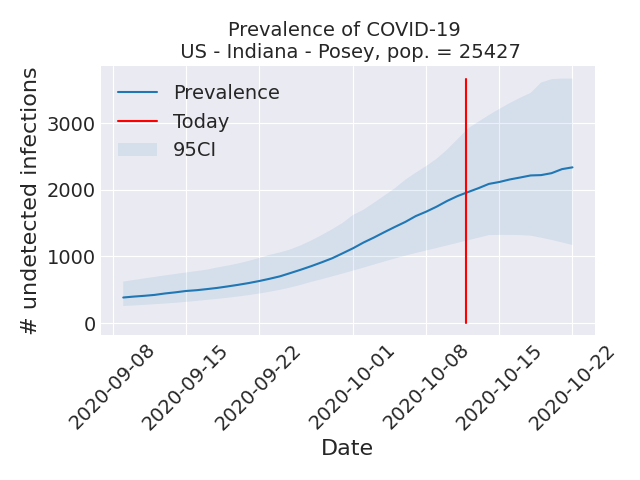 Prevalence of COVID-19
US - Indiana - Posey, pop. = 25427
Prevalence
Today
95CI
# undetected infections
3000
2000
1000
0
2020-09-08
2020-09-15
2020-09-22
2020-10-01
2020-10-08
2020-10-15
2020-10-22
Date